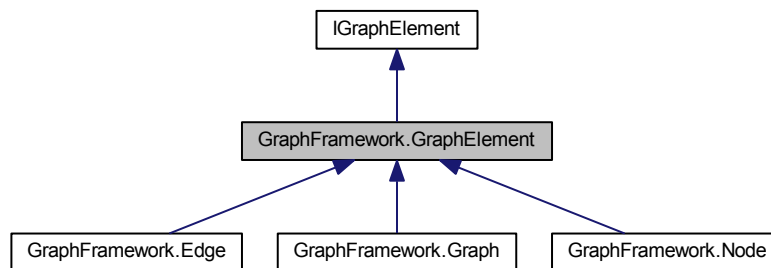 IGraphElement
GraphFramework.GraphElement
GraphFramework.Edge
GraphFramework.Graph
GraphFramework.Node